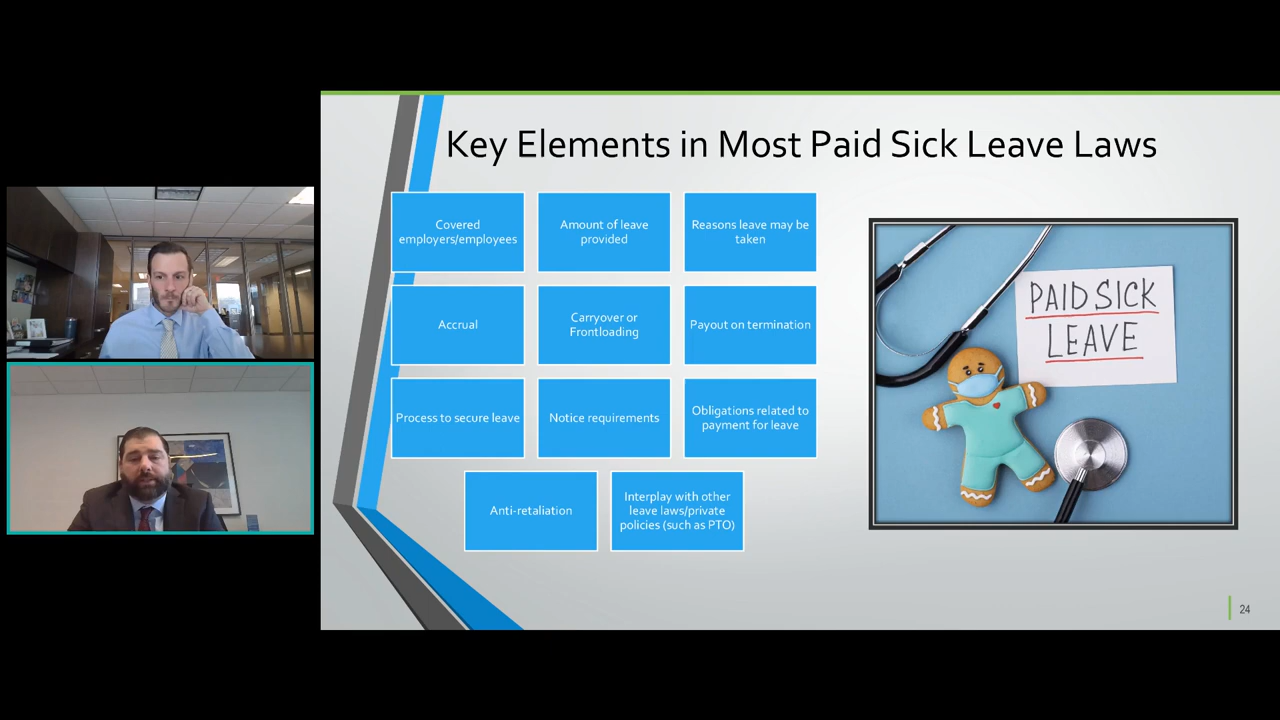 Key Elements in Most Paid Sick Leave Laws
Covered
employers/employees
Amount of leave
provided
Reasons leave may be
taken
Accrual
Carryover or
Frontloading
Payout on termination
Process to secure leave
Notice requirements
Obligations related to
payment for leave
Anti-retaliation
Interplay with other
leave laws/private
policies (such as PTO)
PAID SICK
LEAVE
24